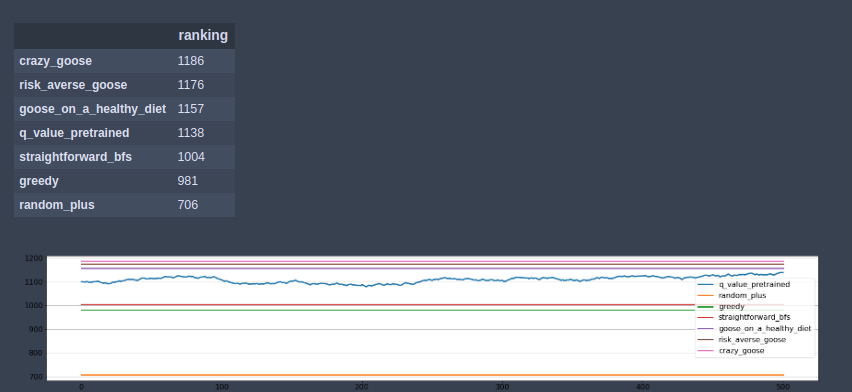 ranking
crazy_goose 1186
risk_averse_goose 1176
goose_on_a_healthy_diet 1157
q_value_pretrained 1138
straightforward_bfs 1004
greedy 981
random_plus 706
1200
1100
1000
900
800
700
0 100 200 300 400 500
q_value_pretrained
random_plus
greedy
straightforward_bfs
goose_on_a_healthy_diet
risk_averse_goose
crazy_goose